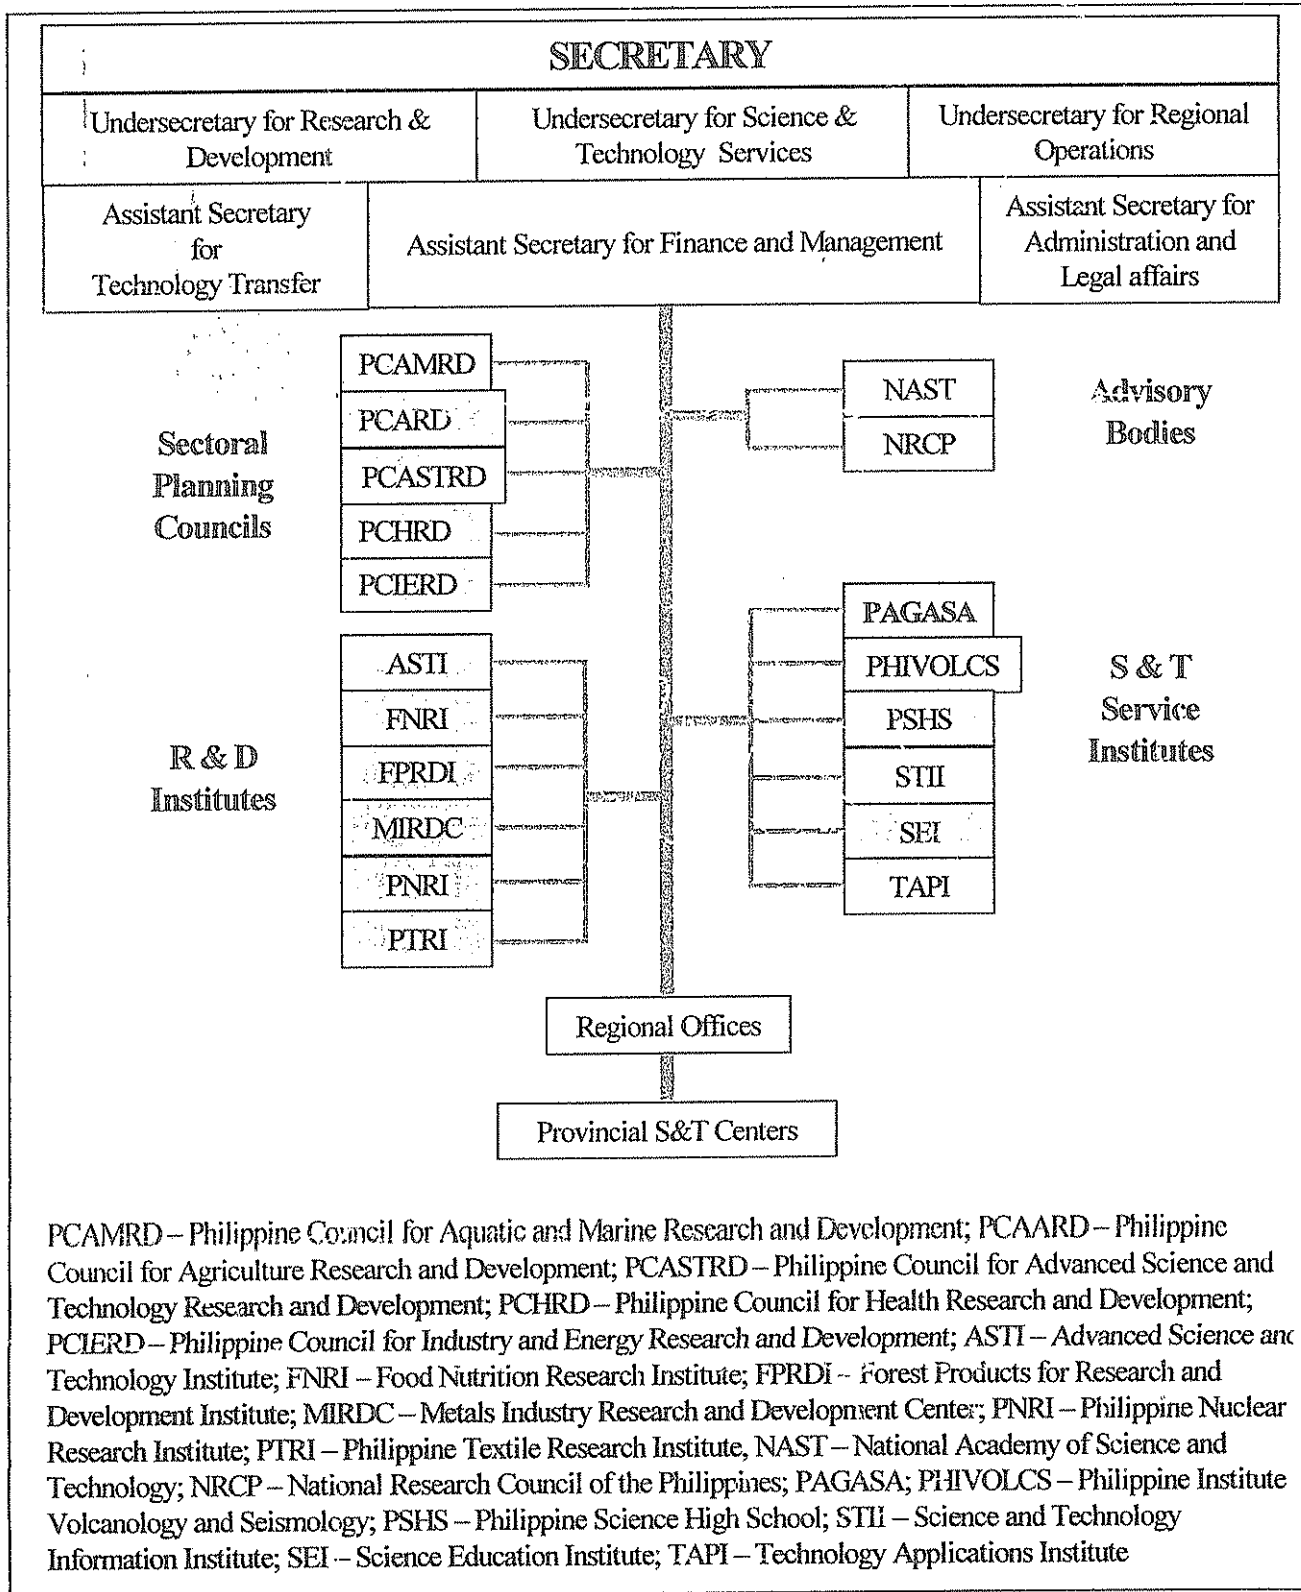 SECRETARY
Undersecretary for Research &
Development
Undersecretary for Science &
Technology Services
Undersecretary for Regional
Operations
Assistant Secretary
for
Technology Transfer
Assistant Secretary for Finance and Management
Assistant Secretary for
Administration and
Legal affairs
Sectoral
Planning
Councils
PCAMRD
PCARD
PCASTRD
PCHRD
PCIERD
NAST
NRCP
Advisory
Bodies
R & D
Institutes
ASTI
FNRI
FPRDI
MIRDC
PNRI
PTRI
PAGASA
PHIVOLCS
PSHS
STII
SEI
TAPI
S & T
Service
Institutes
Regional Offices
Provincial S&T Centers
PCAMRD – Philippine Council for Aquatic and Marine Research and Development; PCAARD – Philippine
Council for Agriculture Research and Development; PCASTRD – Philippine Council for Advanced Science and
Technology Research and Development; PCHRD – Philippine Council for Health Research and Development;
PCIERD – Philippine Council for Industry and Energy Research and Development; ASTI – Advanced Science and
Technology Institute; FNRI – Food Nutrition Research Institute; FPRDI – Forest Products for Research and
Development Institute; MIRDC – Metals Industry Research and Development Center; PNRI – Philippine Nuclear
Research Institute; PTRI – Philippine Textile Research Institute, NAST – National Academy of Science and
Technology; NRCP – National Research Council of the Philippines; PAGASA; PHIVOLCS – Philippine Institute
Volcanology and Seismology; PSHS – Philippine Science High School; STII – Science and Technology
Information Institute; SEI – Science Education Institute; TAPI – Technology Applications Institute